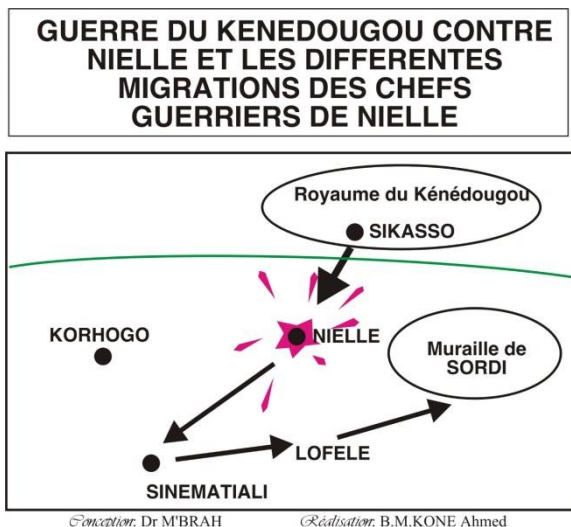 GUERRE DU KENEDOUGOU CONTRE
NIELLE ET LES DIFFERENTES
MIGRATIONS DES CHEFS
GUERRIERS DE NIELLE
Royaume du Kénédougou
SIKASSO
KORHOGO
NIELLE
Muraille de
SORDI
LOFELE
SINEMATIALI
Conception: Dr M'BRAH
Réalisation: B.M.KONE Ahmed